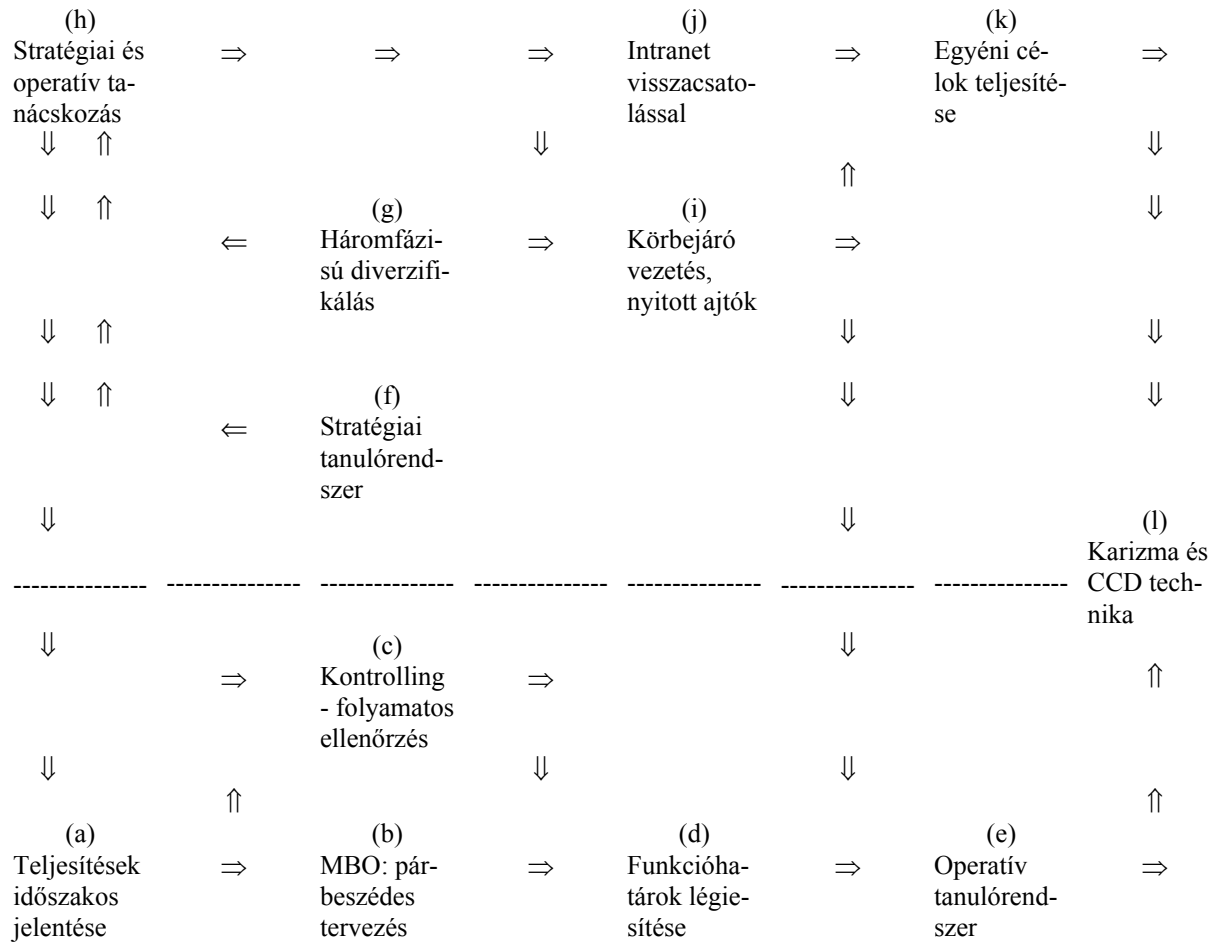 (h) (j) (k)
Stratégiai és ⇒ ⇒ ⇒ Intranet ⇒ Egyéni cé- ⇒
operatív ta- visszacsato- lok teljesíté-
nácskozás lással se
⇓ ⇑ ⇓ ⇓
⇑
⇓ ⇑ (g) (i) ⇓
⇐ Háromfázi- ⇒ Körbejáró ⇒
sú diverzifi- vezetés,
kálás nyitott ajtók
⇓ ⇑ ⇓ ⇓
⇓ ⇑ (f) ⇓ ⇓
⇐ Stratégiai
tanulórend-
szer
⇓ ⇓ (l)
Karizma és
--------------- --------------- --------------- --------------- --------------- --------------- --------------- CCD tech-
nika
⇓ (c) ⇓
⇒ Kontrolling ⇒ ⇑
- folyamatos
ellenőrzés
⇓ ⇓ ⇓
⇑ ⇑
(a) (b) (d) (e)
Teljesítések ⇒ MBO: pár- ⇒ Funkcióha- ⇒ Operatív ⇒
időszakos beszédes tárok légie- tanulórend-
jelentése tervezés sítése szer